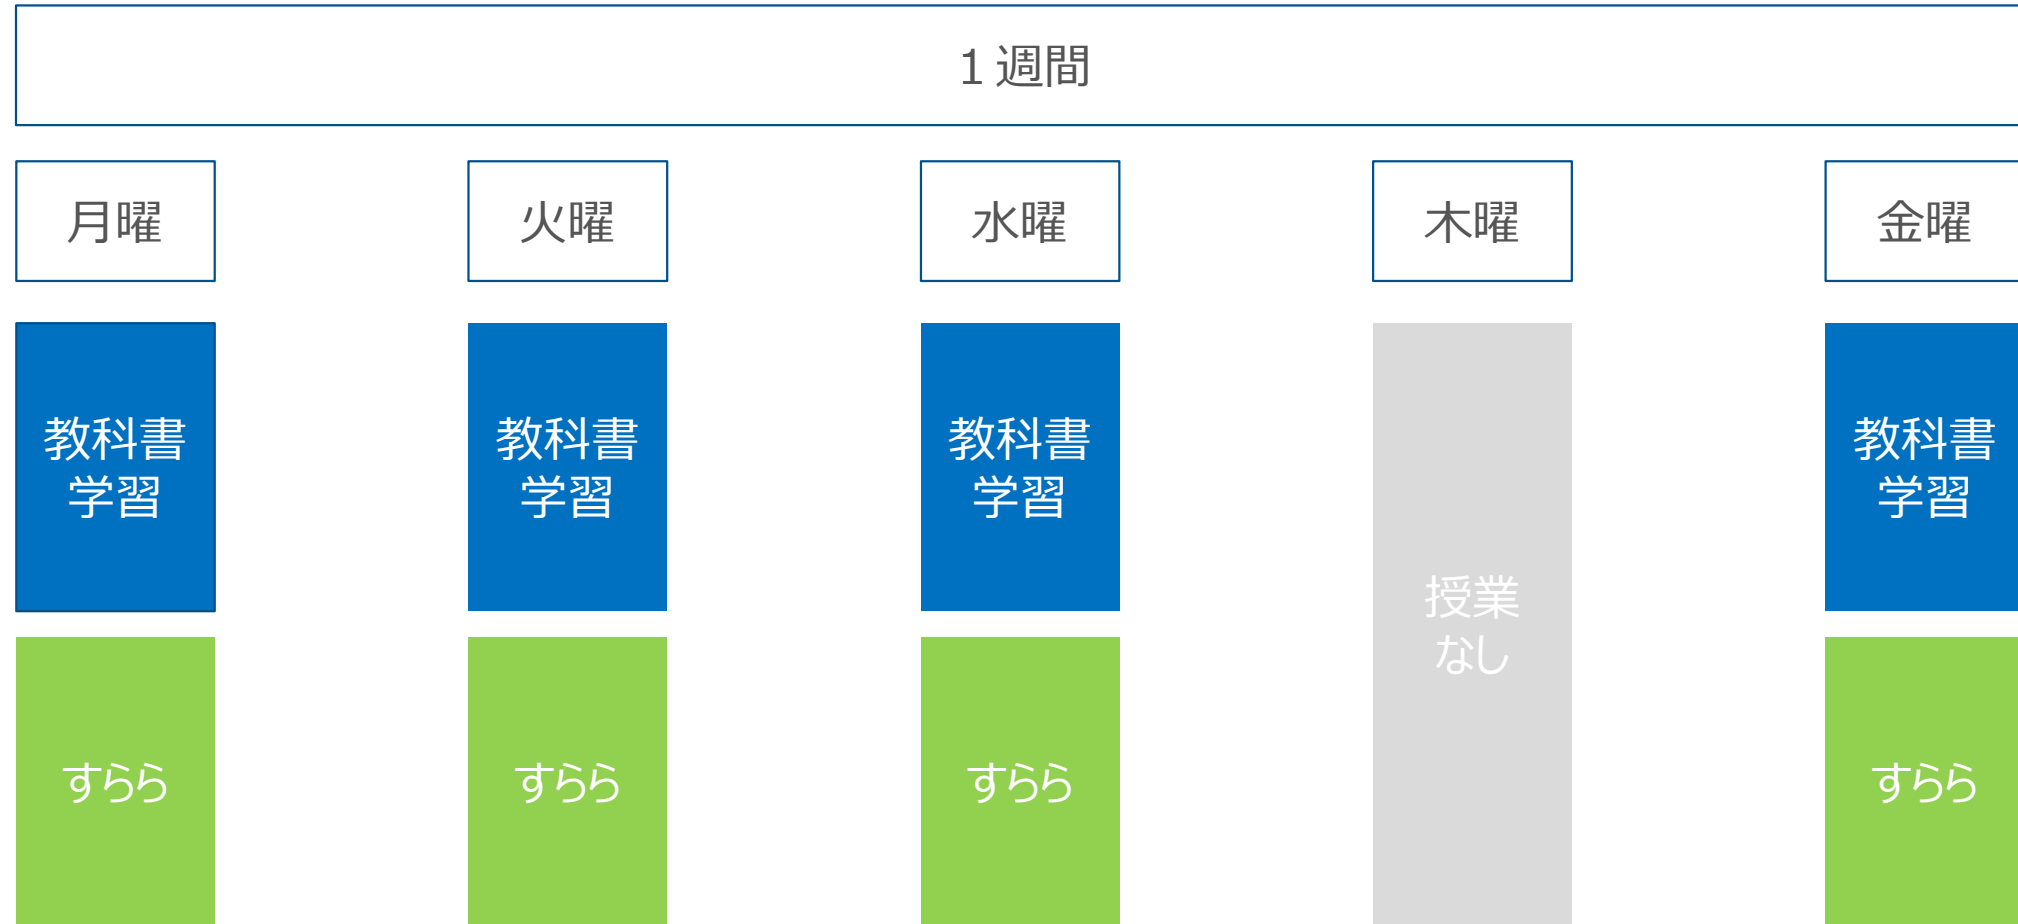 1週間
月曜
火曜
水曜
木曜
金曜
教科書
学習
教科書
学習
教科書
学習
授業
なし
教科書
学習
すらら
すらら
すらら
すらら